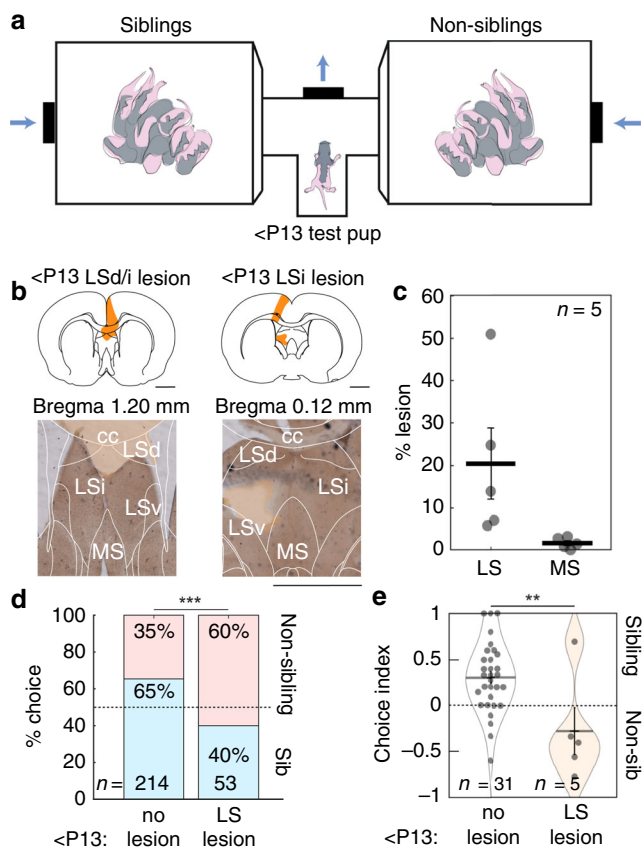 a
Siblings
Non-siblings
<P13 test pup
b
<P13 LSd/i lesion
<P13 LSi lesion
Bregma 1.20 mm
Bregma 0.12 mm
cc
LSd
LSi
LSv
MS
cc
LSd
LSi
LSv
MS
c
n = 5
% lesion
60
50
40
30
20
10
0
LS
MS
d
***
% choice
100
80
60
40
20
0
35%
60%
65%
40%
n = 214
53
Non-sibling
Sib
<P13:
no lesion
LS lesion
e
**
Choice index
1
0.5
0
−0.5
−1
Sibling
Non-sib
n = 31
n = 5
<P13:
no lesion
LS lesion